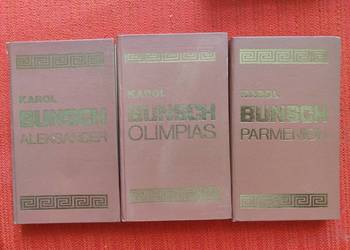 KAROL
BUNSCH
ALEKSANDER
KAROL
BUNSCH
OLIMPIAS
KAROL
BUNSCH
PARMENION